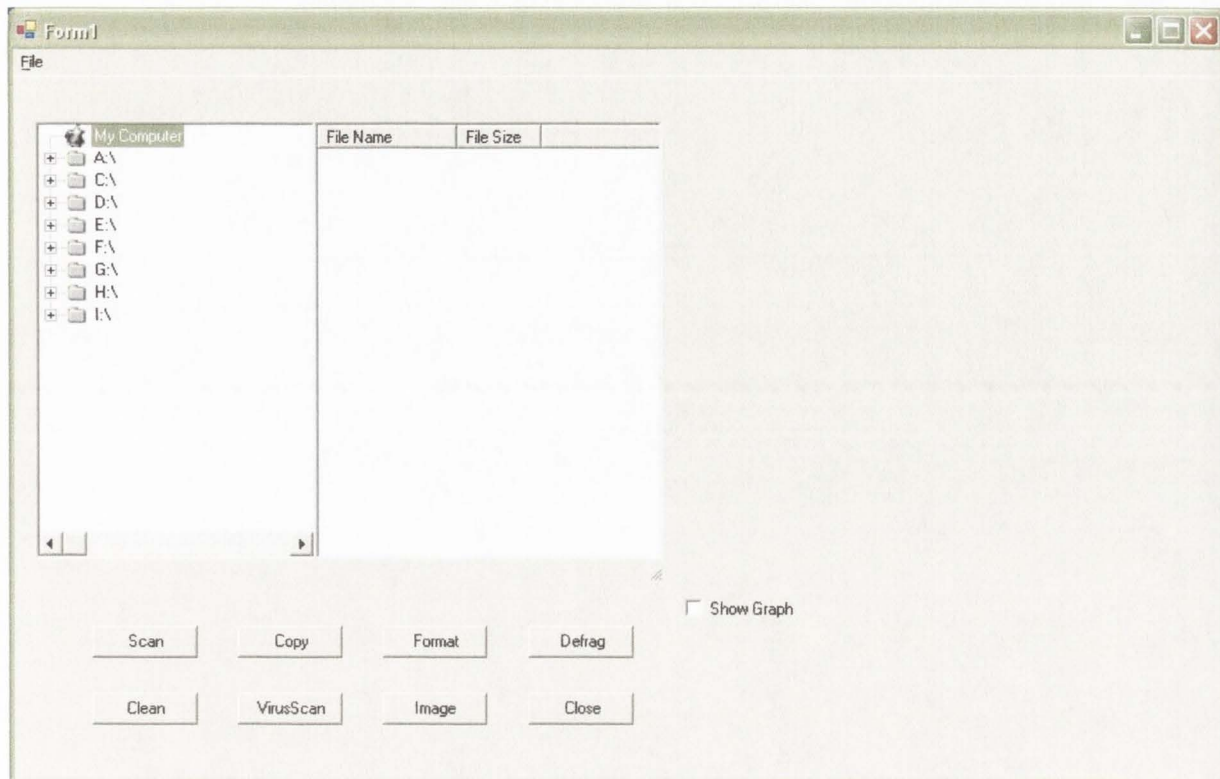 Form1
File
My Computer
A:\
C:\
D:\
E:\
F:\
G:\
H:\
I:\
File Name File Size
Show Graph
Scan Copy Format Defrag
Clean VirusScan Image Close